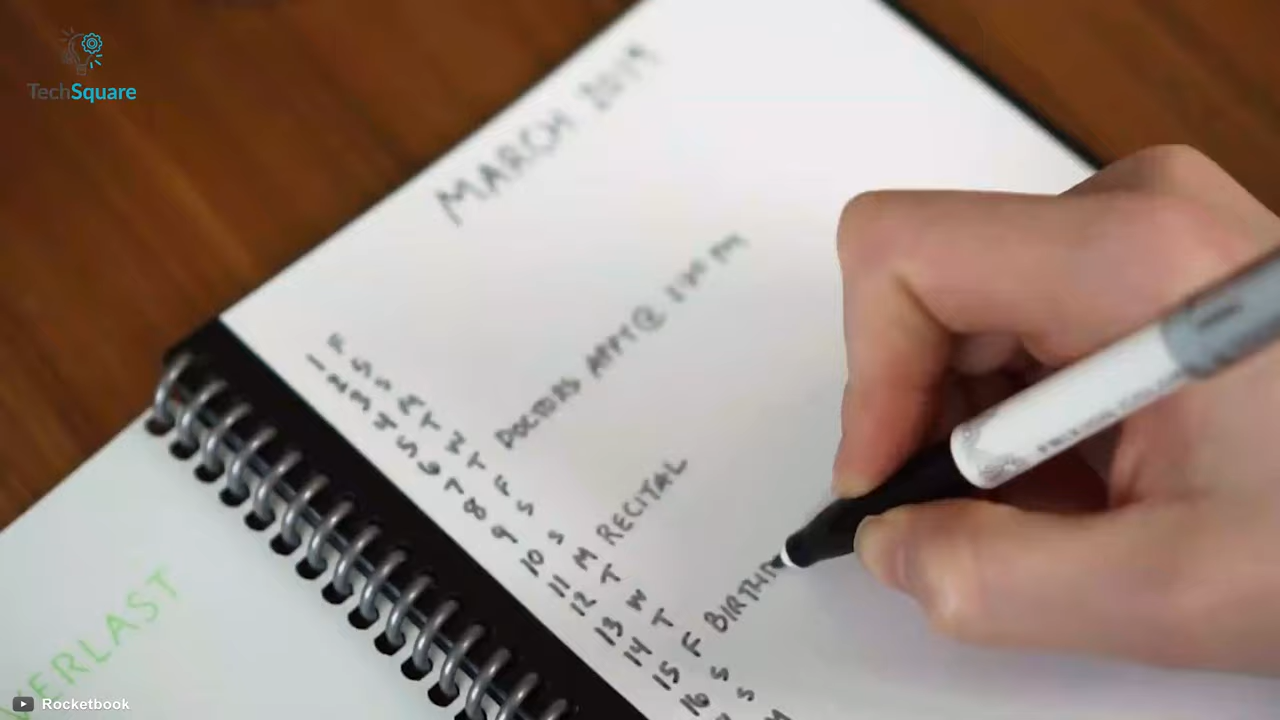 TechSquare
MARCH 2019
1 F
2 S
3 S
4 M
5 T
6 W
7 T DOCTORS APPT @
8 F
9 S
10 S
11 M RECITAL
12 T
13 W
14 T
15 F BIRTH
16 S
S
M
VERLAST
Rocketbook